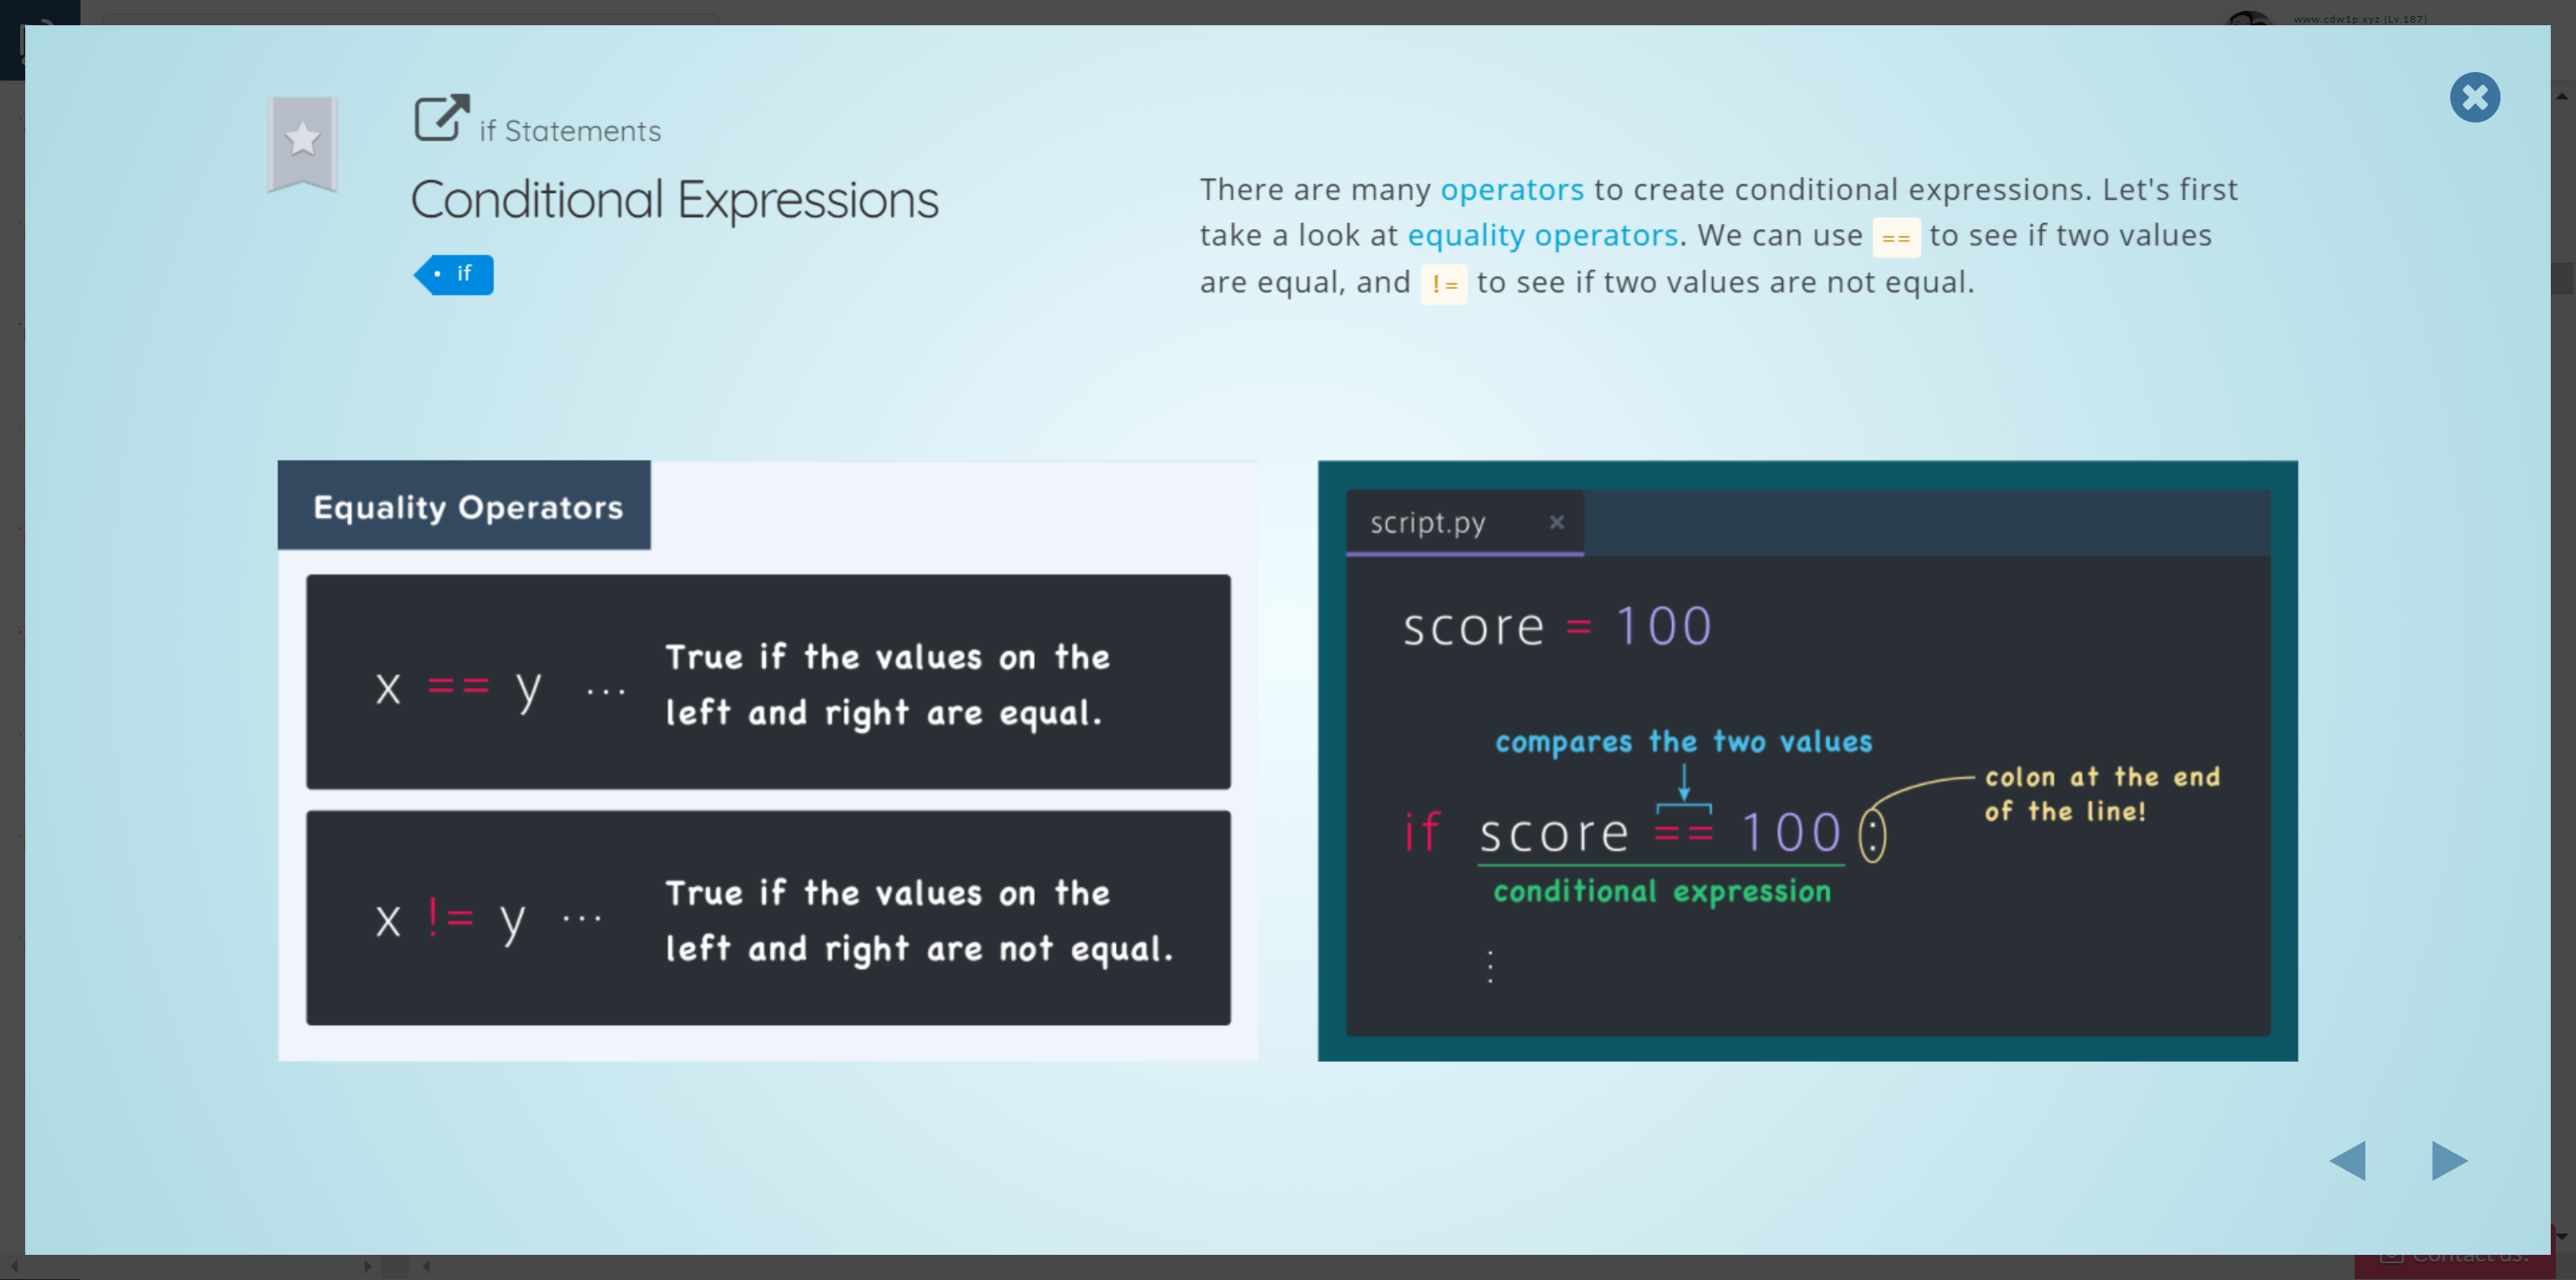 www.cdw1p.xyz (Lv.187)
if Statements
Conditional Expressions
if
There are many operators to create conditional expressions. Let's first
take a look at equality operators. We can use == to see if two values
are equal, and != to see if two values are not equal.
Equality Operators
x == y ... True if the values on the
left and right are equal.
x != y ... True if the values on the
left and right are not equal.
script.py ×
score = 100
compares the two values
colon at the end
of the line!
if score == 100 :
conditional expression
⋮
Contact us!